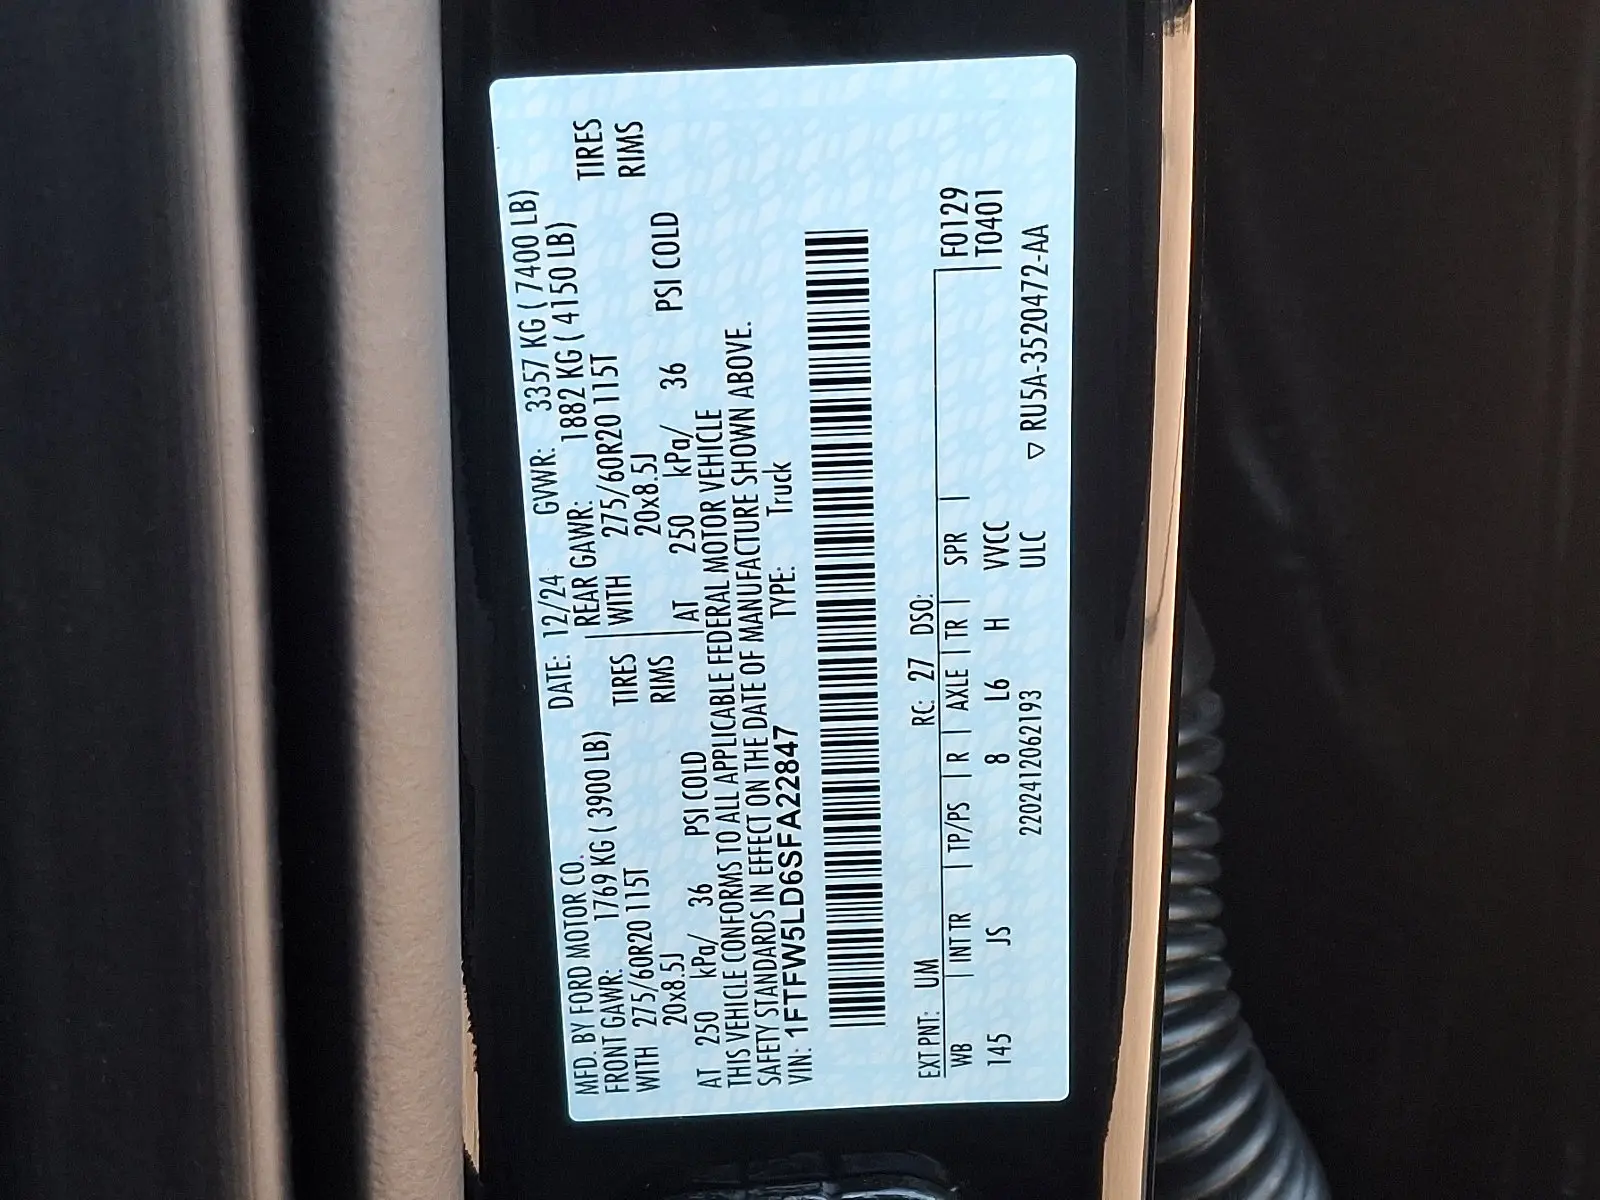 MFD. BY FORD MOTOR CO. DATE: 12/24 GVWR: 3357 KG ( 7400 LB)
FRONT GAWR: 1769 KG ( 3900 LB) REAR GAWR: 1882 KG ( 4150 LB)
WITH 275/60R20 115T TIRES WITH 275/60R20 115T TIRES
20x8.5J RIMS 20x8.5J RIMS
AT 250 kPa/ 36 PSI COLD AT 250 kPa/ 36 PSI COLD
THIS VEHICLE CONFORMS TO ALL APPLICABLE FEDERAL MOTOR VEHICLE
SAFETY STANDARDS IN EFFECT ON THE DATE OF MANUFACTURE SHOWN ABOVE.
VIN: 1FTFW5LD6SFA22847 TYPE: Truck
EXT PNT: UM RC: 27 DSO: F0129
WB | INT TR | TP/PS | R | AXLE | TR | SPR | T0401
145 JS 8 L6 H VVCC
2202412062193 ULC ▽ RU5A-3520472-AA